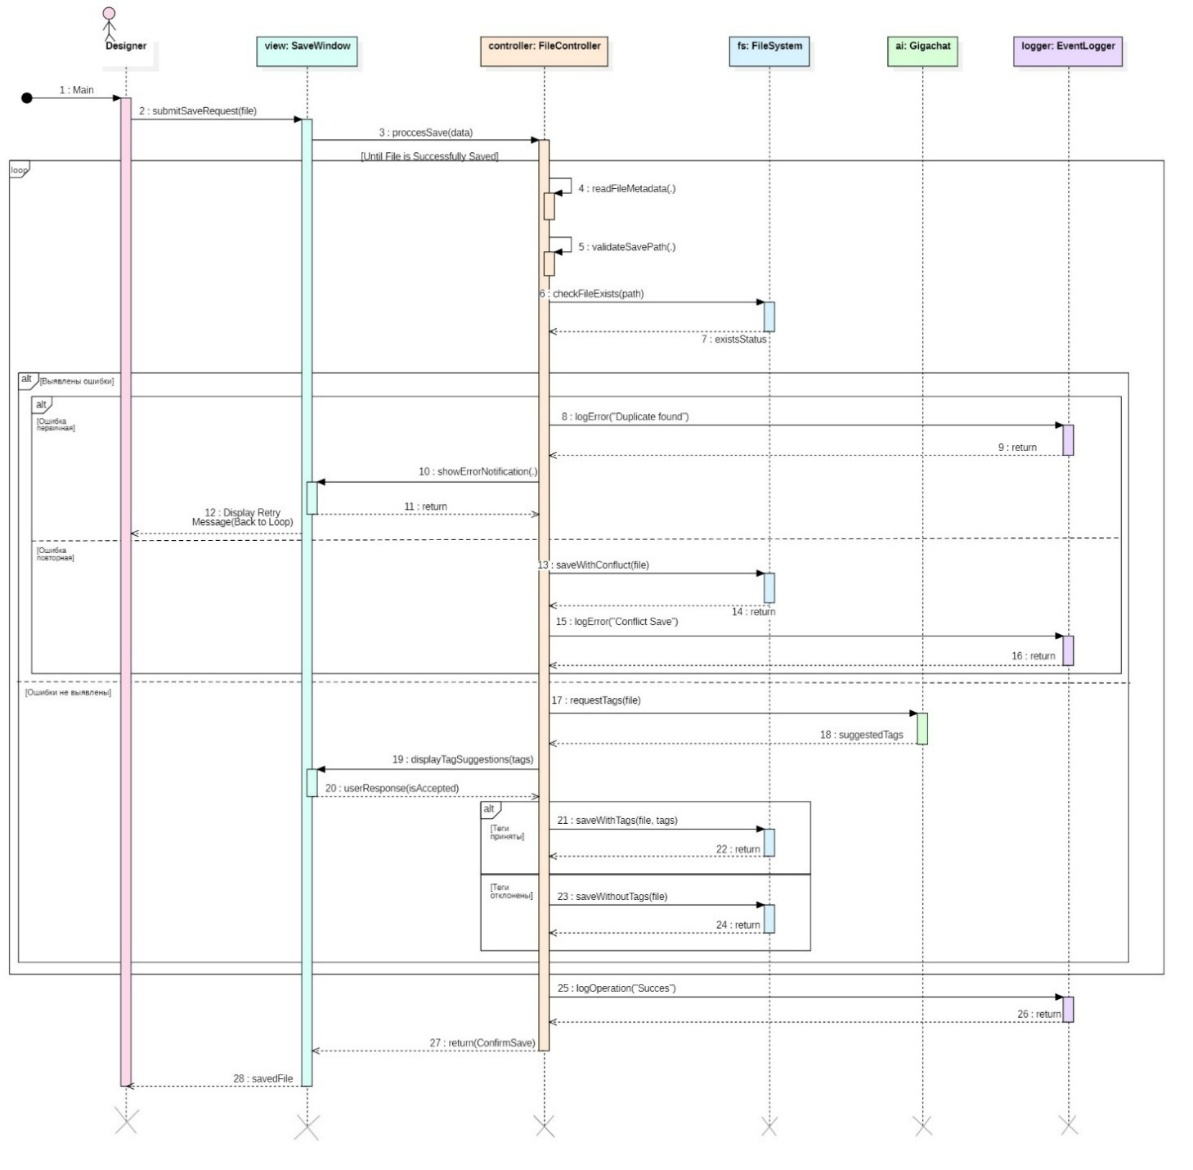 Designer
view: SaveWindow
controller: FileController
fs: FileSystem
ai: Gigachat
logger: EventLogger
1 : Main
2 : submitSaveRequest(file)
3 : proccesSave(data)
[Until File is Successfully Saved]
loop
4 : readFileMetadata(.)
5 : validateSavePath(.)
6 : checkFileExists(path)
7 : existsStatus
alt
[Выявлены ошибки]
alt
[Ошибка
первичная]
8 : logError("Duplicate found")
9 : return
10 : showErrorNotification(.)
11 : return
12 : Display Retry
Message(Back to Loop)
[Ошибка
повторная]
13 : saveWithConfluct(file)
14 : return
15 : logError("Conflict Save")
16 : return
[Ошибки не выявлены]
17 : requestTags(file)
18 : suggestedTags
19 : displayTagSuggestions(tags)
20 : userResponse(isAccepted)
alt
[Теги
приняты]
21 : saveWithTags(file, tags)
22 : return
[Теги
отклонены]
23 : saveWithoutTags(file)
24 : return
25 : logOperation("Succes")
26 : return
27 : return(ConfirmSave)
28 : savedFile